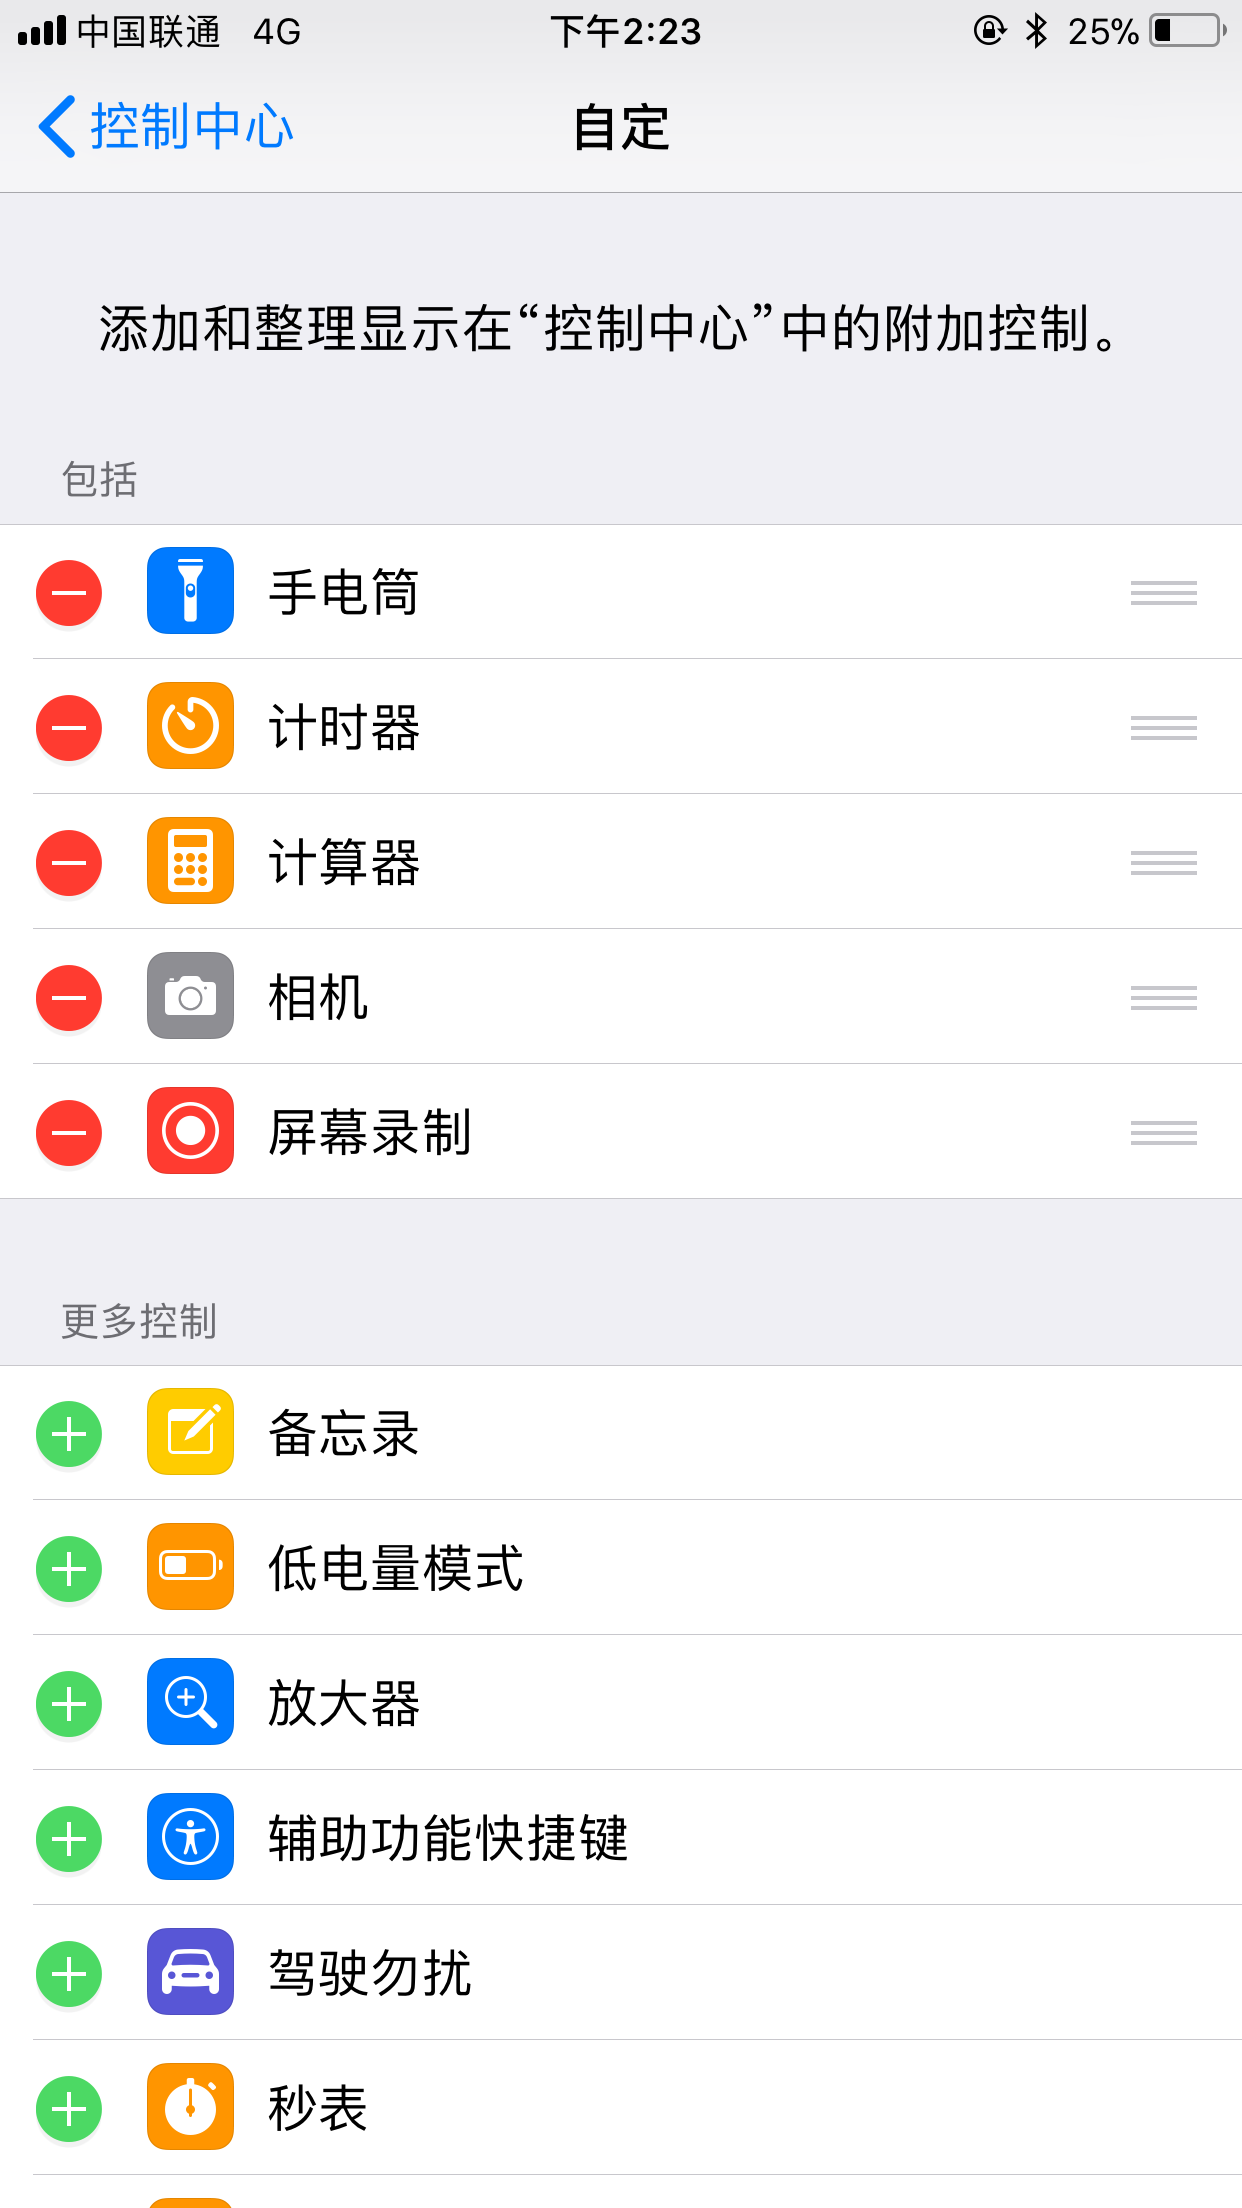 中国联通 4G 下午2:23 25%
控制中心 自定
添加和整理显示在“控制中心”中的附加控制。
包括
手电筒
计时器
计算器
相机
屏幕录制
更多控制
备忘录
低电量模式
放大器
辅助功能快捷键
驾驶勿扰
秒表